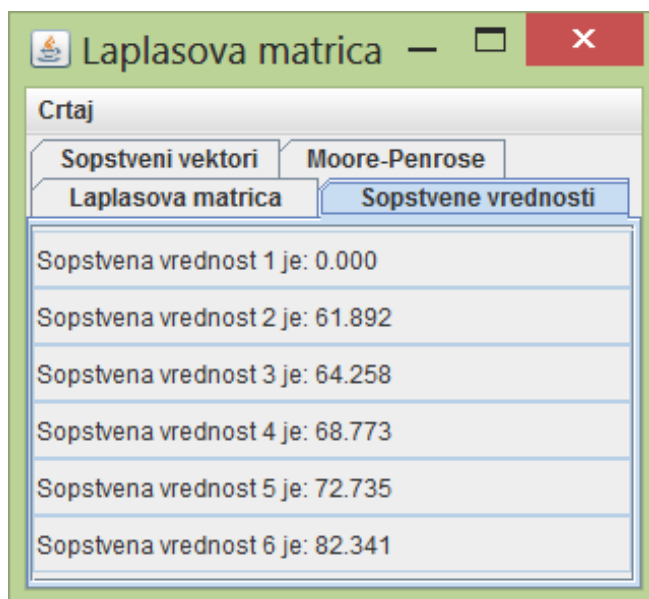 Laplasova matrica
Crtaj
Sopstveni vektori Moore-Penrose
Laplasova matrica Sopstvene vrednosti
Sopstvena vrednost 1 je: 0.000
Sopstvena vrednost 2 je: 61.892
Sopstvena vrednost 3 je: 64.258
Sopstvena vrednost 4 je: 68.773
Sopstvena vrednost 5 je: 72.735
Sopstvena vrednost 6 je: 82.341